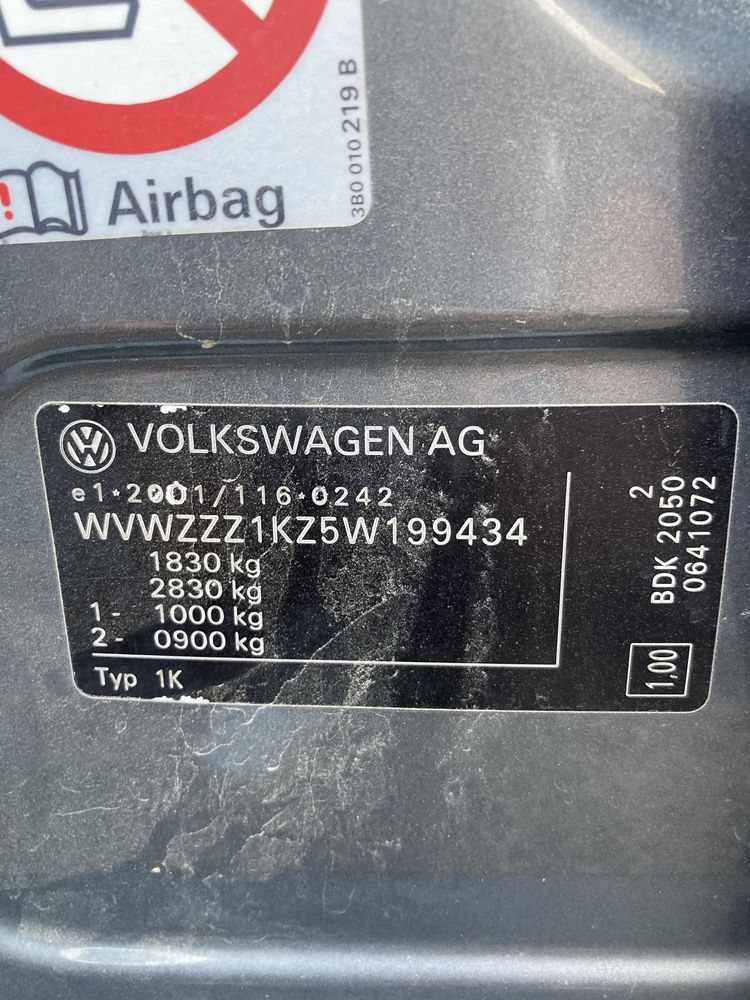 3B0 010 219 B
! Airbag
VOLKSWAGEN AG
e1*2001/116*0242
WVWZZZ1KZ5W199434
1830 kg
2830 kg
1- 1000 kg
2- 0900 kg
Typ 1K
2
BDK 2050
0641072
1,00